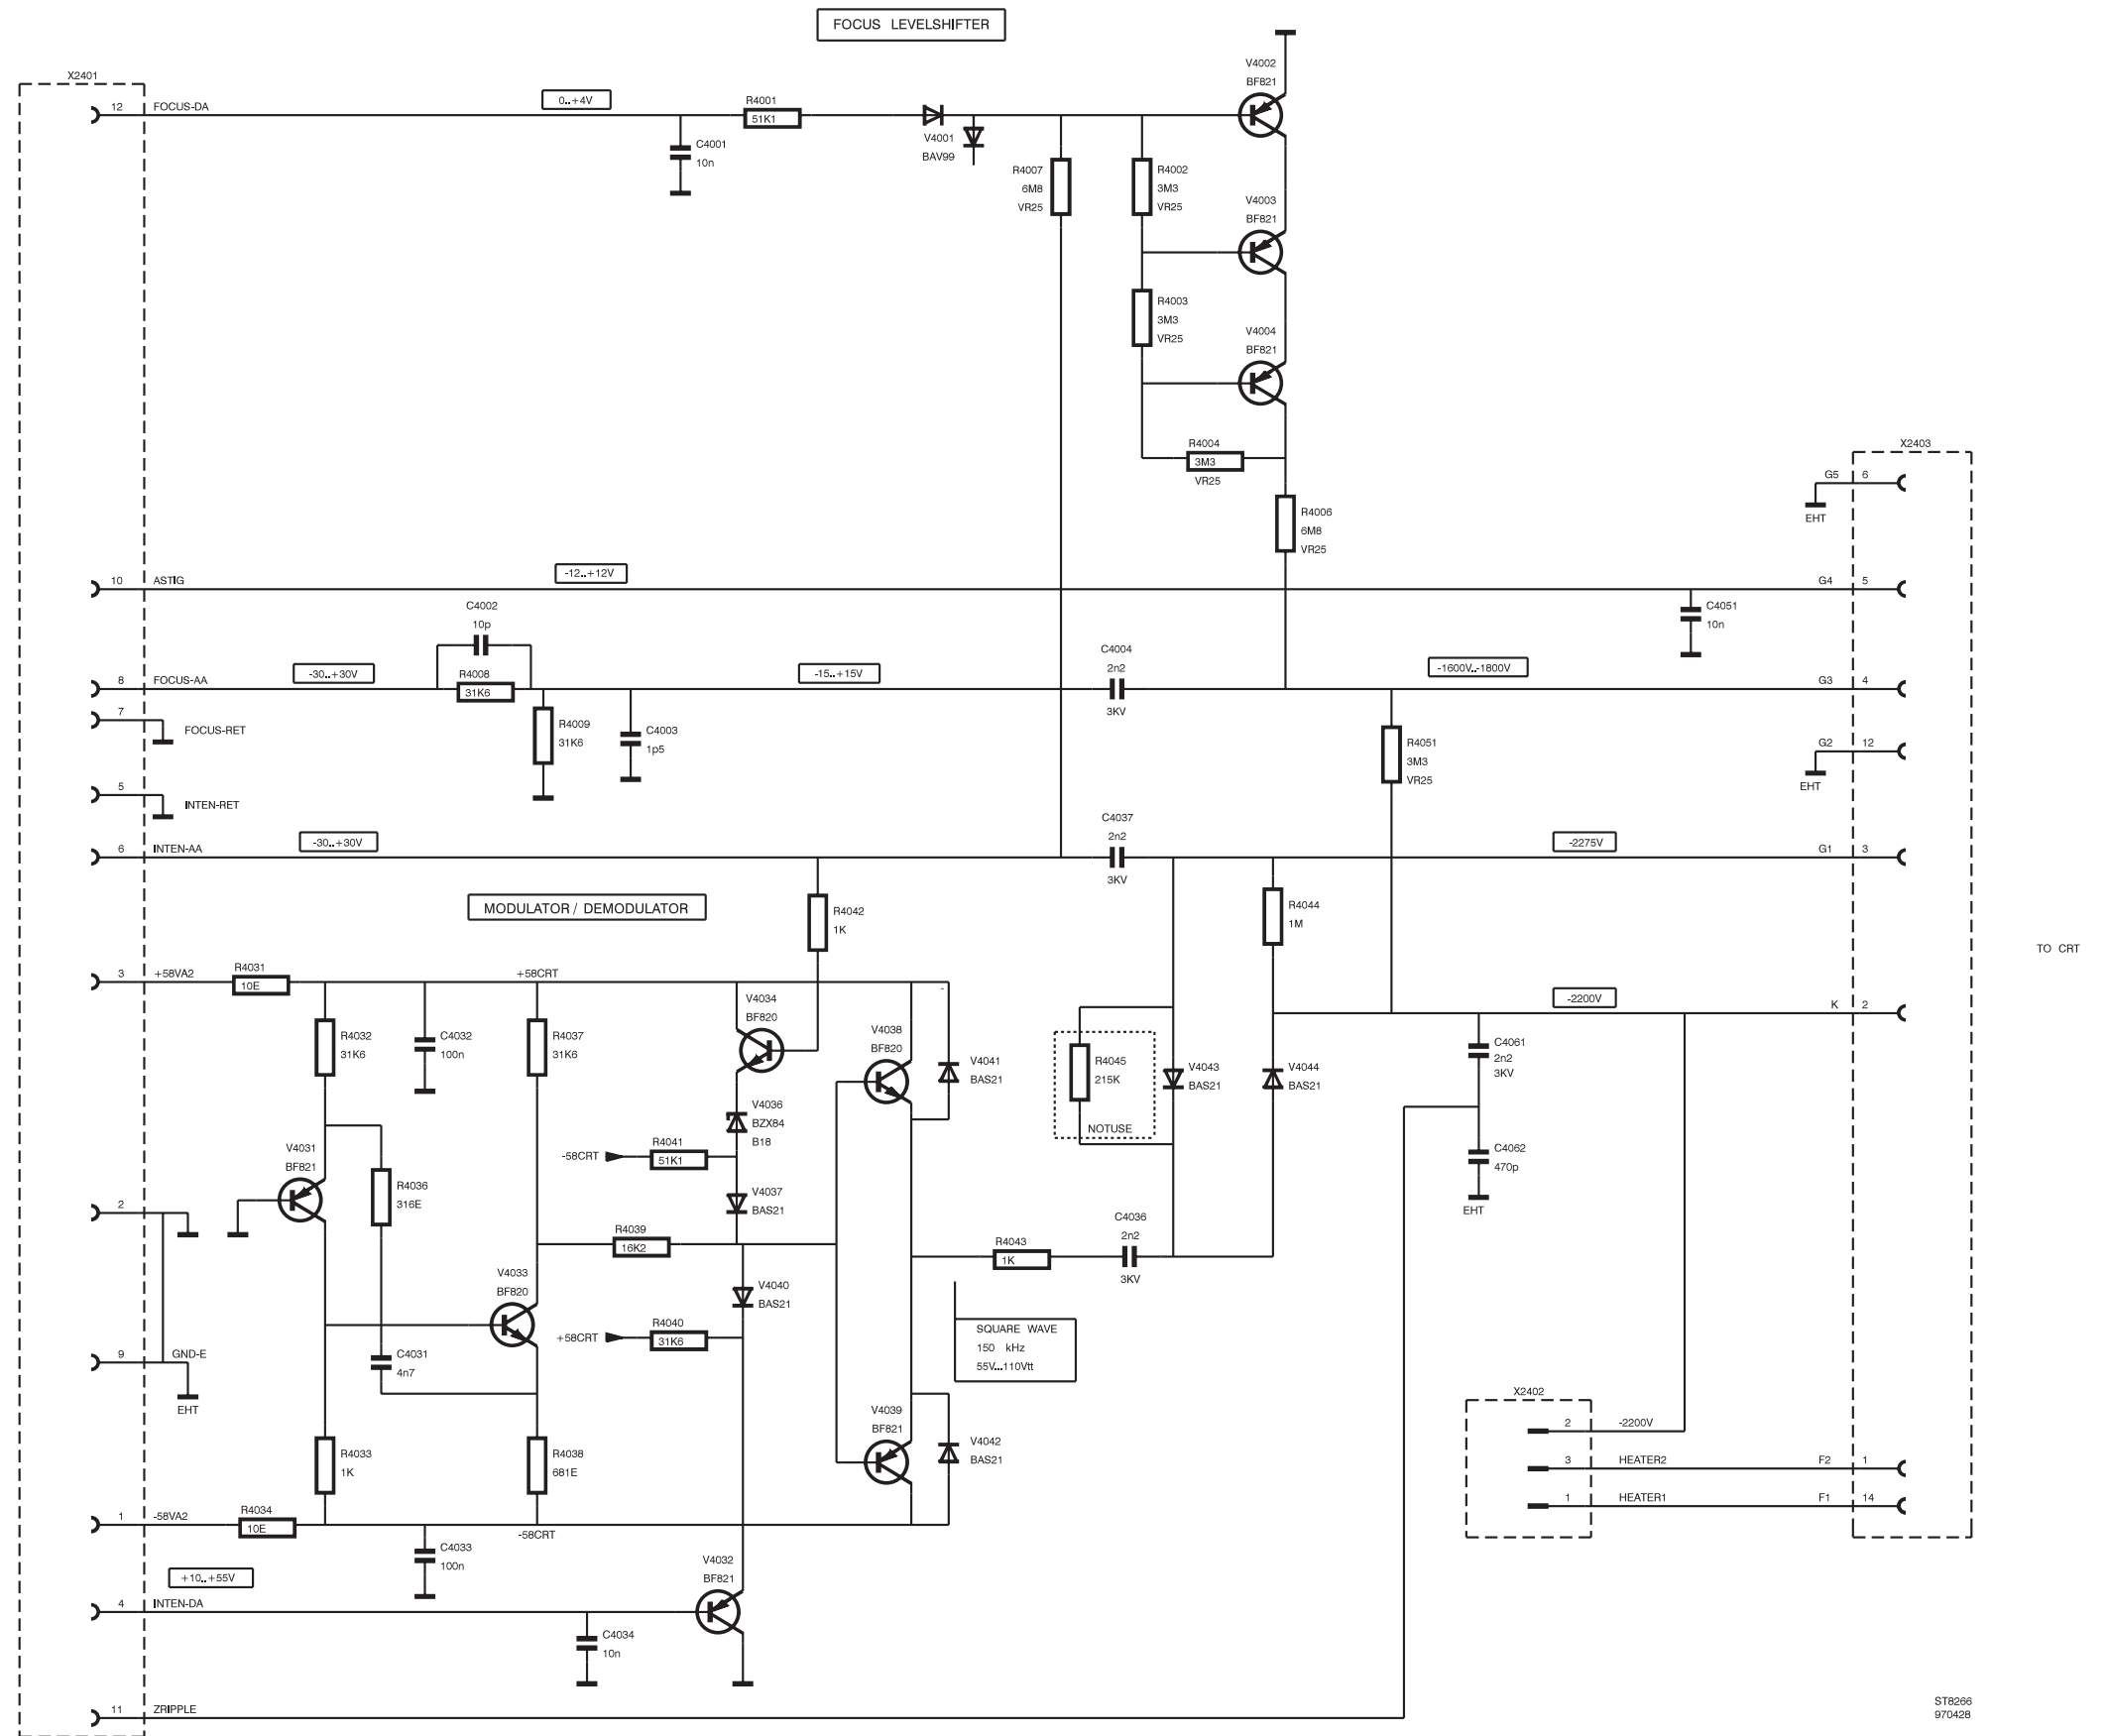 FOCUS LEVELSHIFTER
X2401
12 FOCUS-DA
0..+4V
R4001
51K1
C4001
10n
V4001
BAV99
V4002
BF821
R4007
6M8
VR25
R4002
3M3
VR25
V4003
BF821
R4003
3M3
VR25
V4004
BF821
R4004
3M3
VR25
R4006
6M8
VR25
X2403
G5 6
EHT
10 ASTIG
-12..+12V
G4 5
C4051
10n
C4002
10p
8 FOCUS-AA
-30..+30V
R4008
31K6
-15..+15V
C4004
2n2
3KV
-1600V..-1800V
G3 4
7
FOCUS-RET
R4009
31K6
C4003
1p5
R4051
3M3
VR25
G2 12
EHT
5
INTEN-RET
6 INTEN-AA
-30..+30V
C4037
2n2
3KV
-2275V
G1 3
MODULATOR / DEMODULATOR
R4042
1K
R4044
1M
TO CRT
3 +58VA2
R4031
10E
+58CRT
R4032
31K6
C4032
100n
R4037
31K6
V4034
BF820
V4038
BF820
V4041
BAS21
R4045
215K
NOTUSE
V4043
BAS21
V4044
BAS21
-2200V
K 2
C4061
2n2
3KV
V4036
BZX84
B18
-58CRT
R4041
51K1
V4037
BAS21
V4031
BF821
R4036
316E
C4062
470p
EHT
2
R4039
16K2
R4043
1K
C4036
2n2
3KV
V4033
BF820
V4040
BAS21
+58CRT
R4040
31K6
SQUARE WAVE
150 kHz
55V...110Vtt
9 GND-E
EHT
C4031
4n7
V4039
BF821
V4042
BAS21
R4033
1K
R4038
681E
X2402
2 -2200V
3 HEATER2
F2 1
1 HEATER1
F1 14
1 -58VA2
R4034
10E
-58CRT
C4033
100n
+10..+55V
V4032
BF821
4 INTEN-DA
C4034
10n
11 ZRIPPLE
ST8266
970428